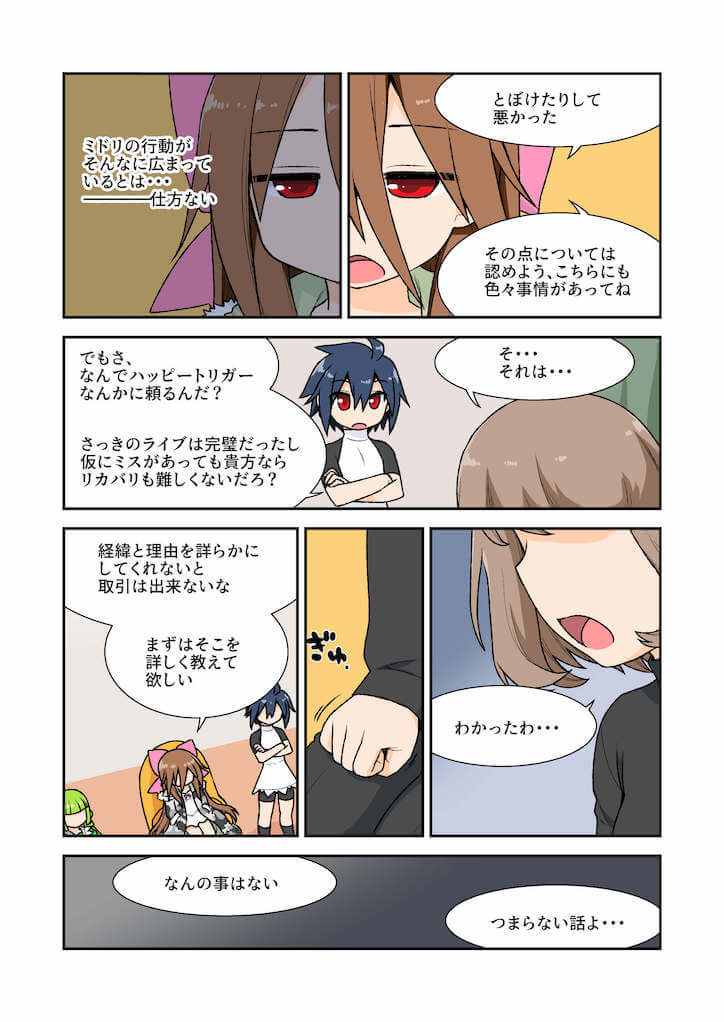 とぼけたりして
悪かった
その点については
認めよう、こちらにも
色々事情があってね
ミドリの行動が
そんなに広まって
いるとは・・・
――――仕方ない
そ・・・
それは・・・
でもさ、
なんでハッピートリガー
なんかに頼るんだ？
さっきのライブは完璧だったし
仮にミスがあっても貴方なら
リカバリも難しくないだろ？
わかったわ・・・
ぎゅ
経緯と理由を詳らかに
してくれないと
取引は出来ないな
まずはそこを
詳しく教えて
欲しい
なんの事はない
つまらない話よ・・・